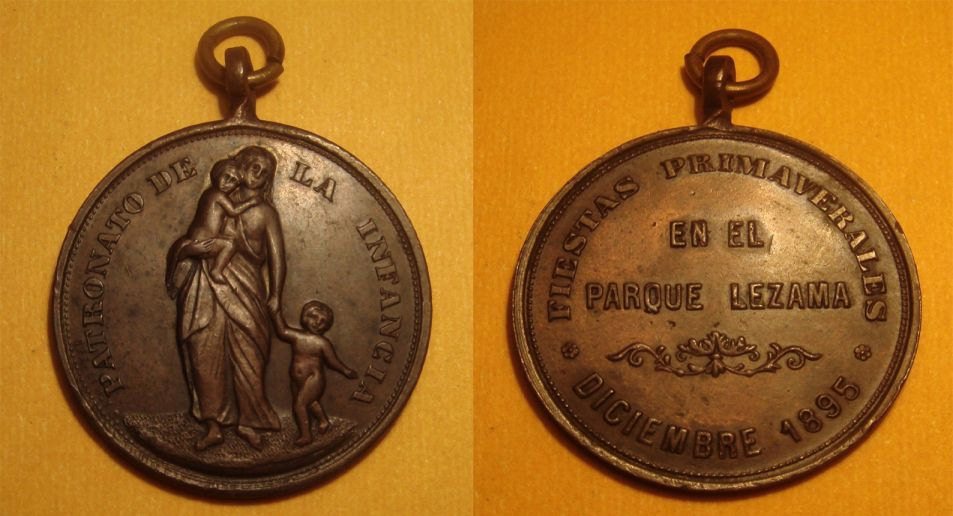 PATRONATO DE LA INFANCIA
FIESTAS PRIMAVERALES
EN EL
PARQUE LEZAMA
DICIEMBRE 1895